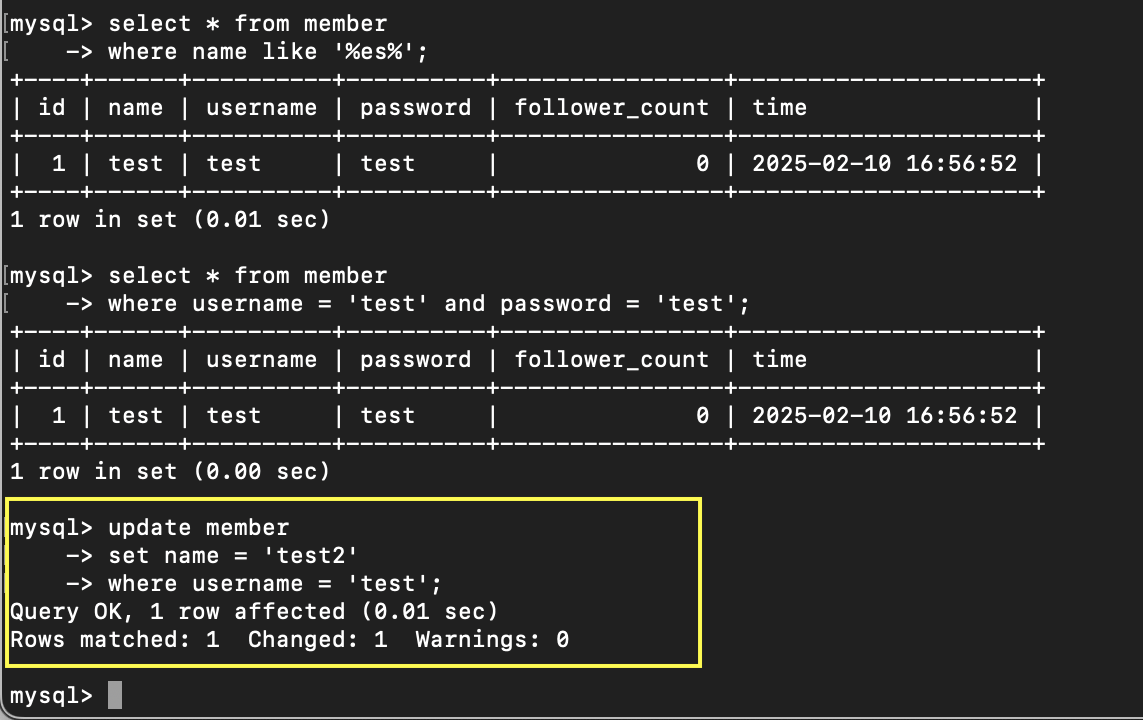 [mysql> select * from member
[    -> where name like '%es%';
+----+------+----------+----------+----------------+---------------------+
| id | name | username | password | follower_count | time                |
+----+------+----------+----------+----------------+---------------------+
|  1 | test | test     | test     |              0 | 2025-02-10 16:56:52 |
+----+------+----------+----------+----------------+---------------------+
1 row in set (0.01 sec)

[mysql> select * from member
[    -> where username = 'test' and password = 'test';
+----+------+----------+----------+----------------+---------------------+
| id | name | username | password | follower_count | time                |
+----+------+----------+----------+----------------+---------------------+
|  1 | test | test     | test     |              0 | 2025-02-10 16:56:52 |
+----+------+----------+----------+----------------+---------------------+
1 row in set (0.00 sec)

mysql> update member
    -> set name = 'test2'
    -> where username = 'test';
Query OK, 1 row affected (0.01 sec)
Rows matched: 1  Changed: 1  Warnings: 0

mysql>